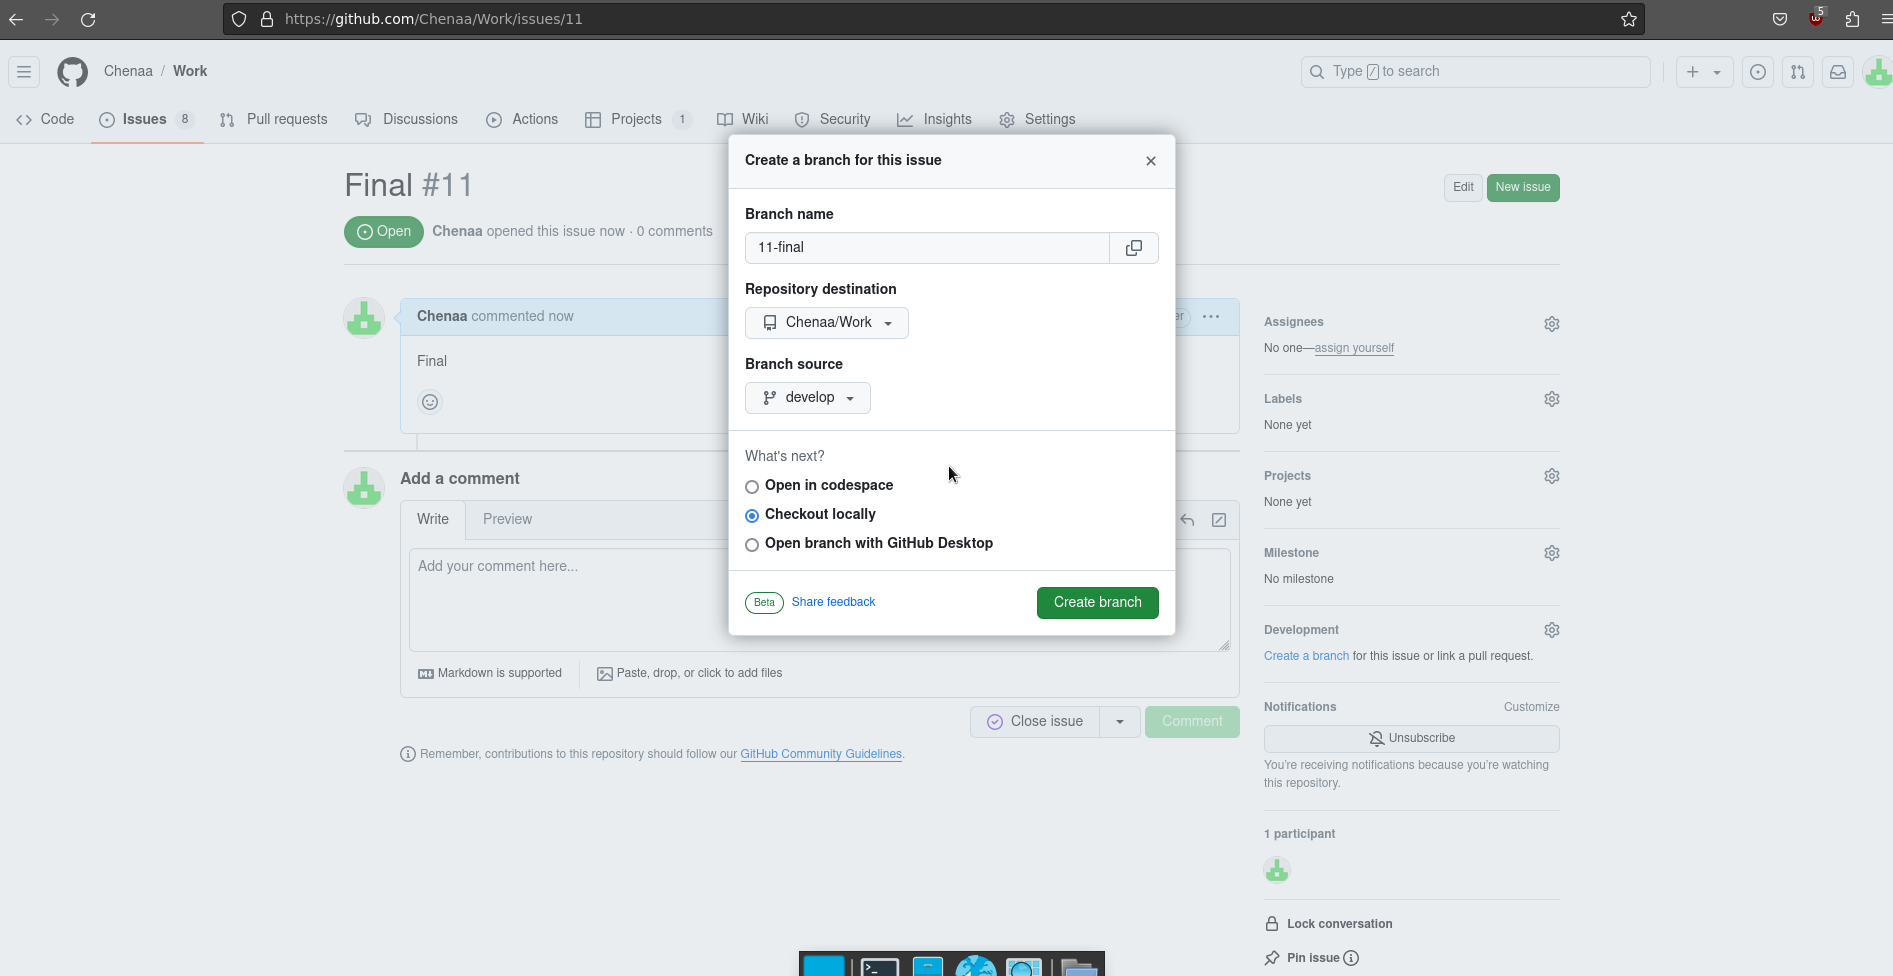 https://github.com/Chenaa/Work/issues/11
5
Chenaa / Work
Type / to search
Code
Issues 8
Pull requests
Discussions
Actions
Projects 1
Wiki
Security
Insights
Settings
Final #11
Edit
New issue
Open
Chenaa opened this issue now · 0 comments
Chenaa commented now
Final
Add a comment
Write
Preview
Add your comment here...
Markdown is supported
Paste, drop, or click to add files
Close issue
Comment
Remember, contributions to this repository should follow our GitHub Community Guidelines.
Create a branch for this issue
Branch name
11-final
Repository destination
Chenaa/Work
Branch source
develop
What's next?
Open in codespace
Checkout locally
Open branch with GitHub Desktop
Beta
Share feedback
Create branch
Assignees
No one—assign yourself
Labels
None yet
Projects
None yet
Milestone
No milestone
Development
Create a branch for this issue or link a pull request.
Notifications
Customize
Unsubscribe
You're receiving notifications because you're watching
this repository.
1 participant
Lock conversation
Pin issue